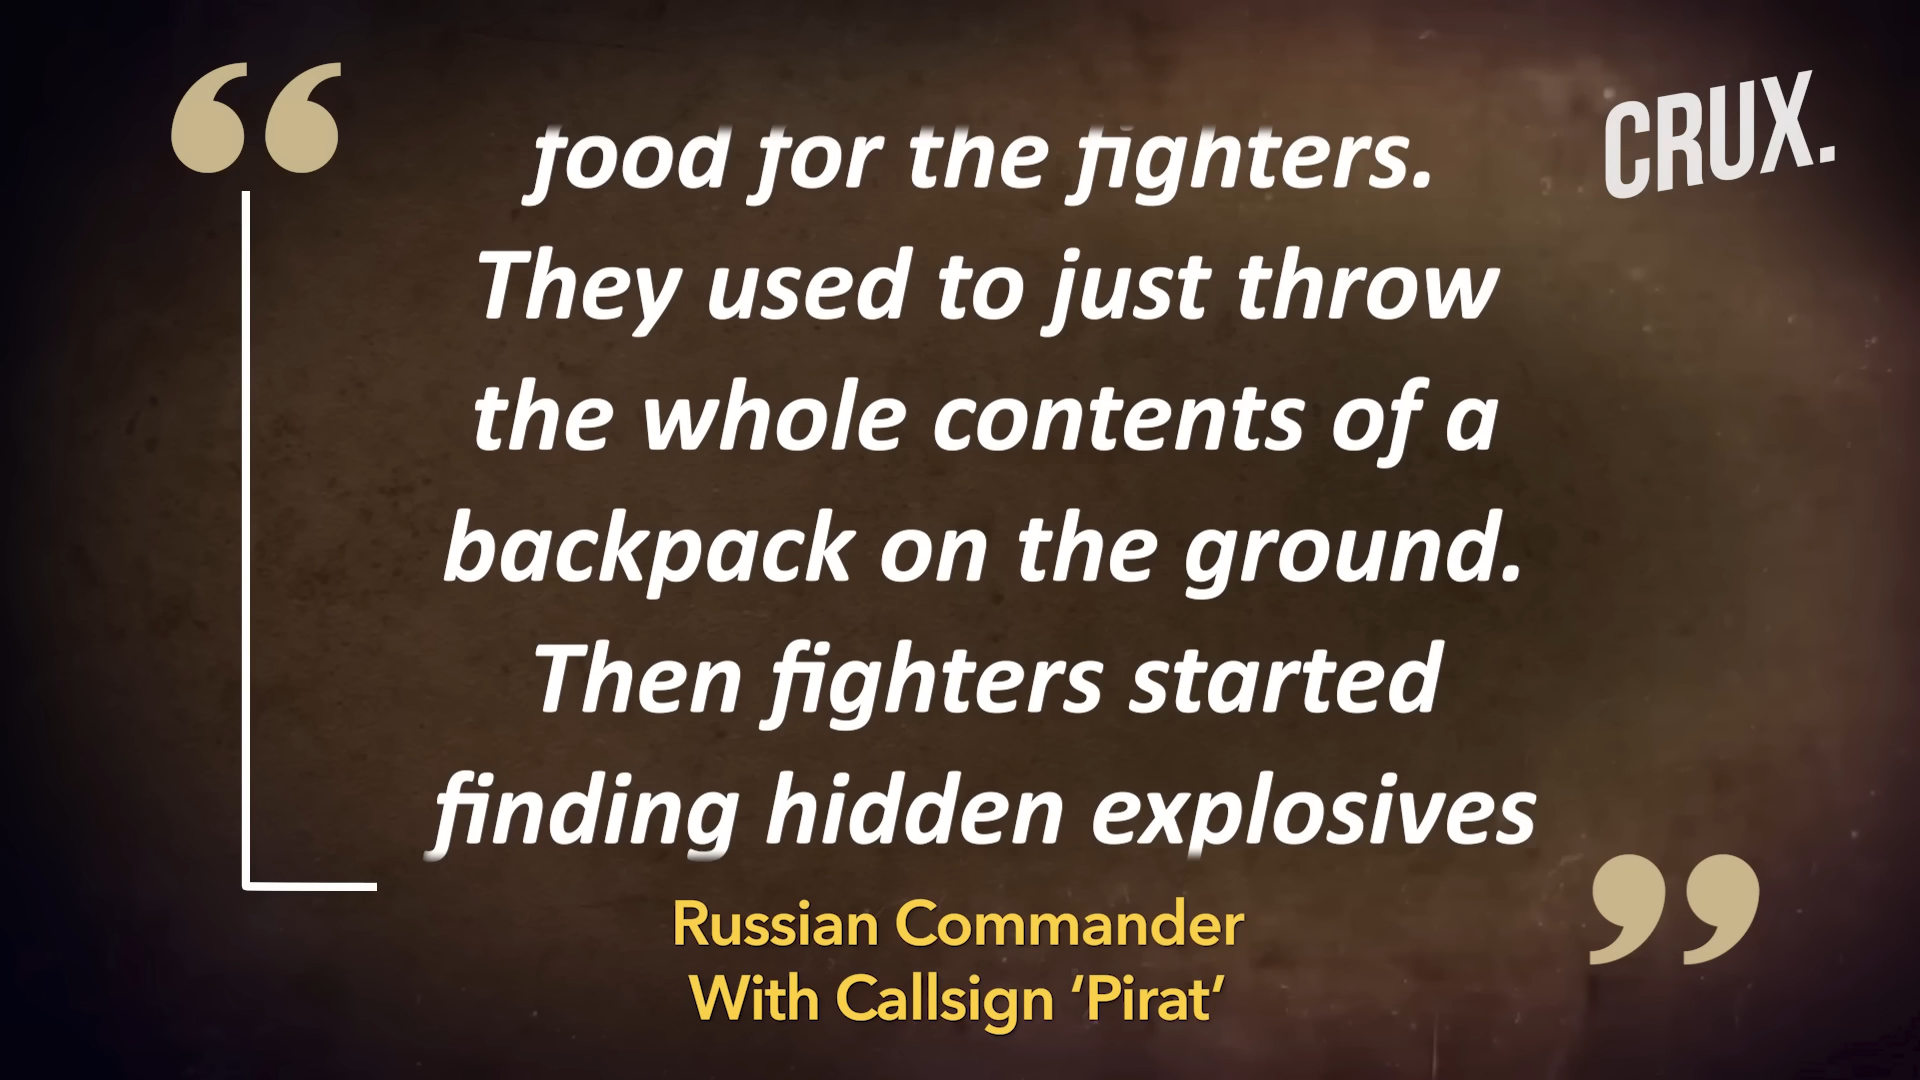 “
CRUX.
food for the fighters.
They used to just throw
the whole contents of a
backpack on the ground.
Then fighters started
finding hidden explosives
”
Russian Commander
With Callsign ‘Pirat’